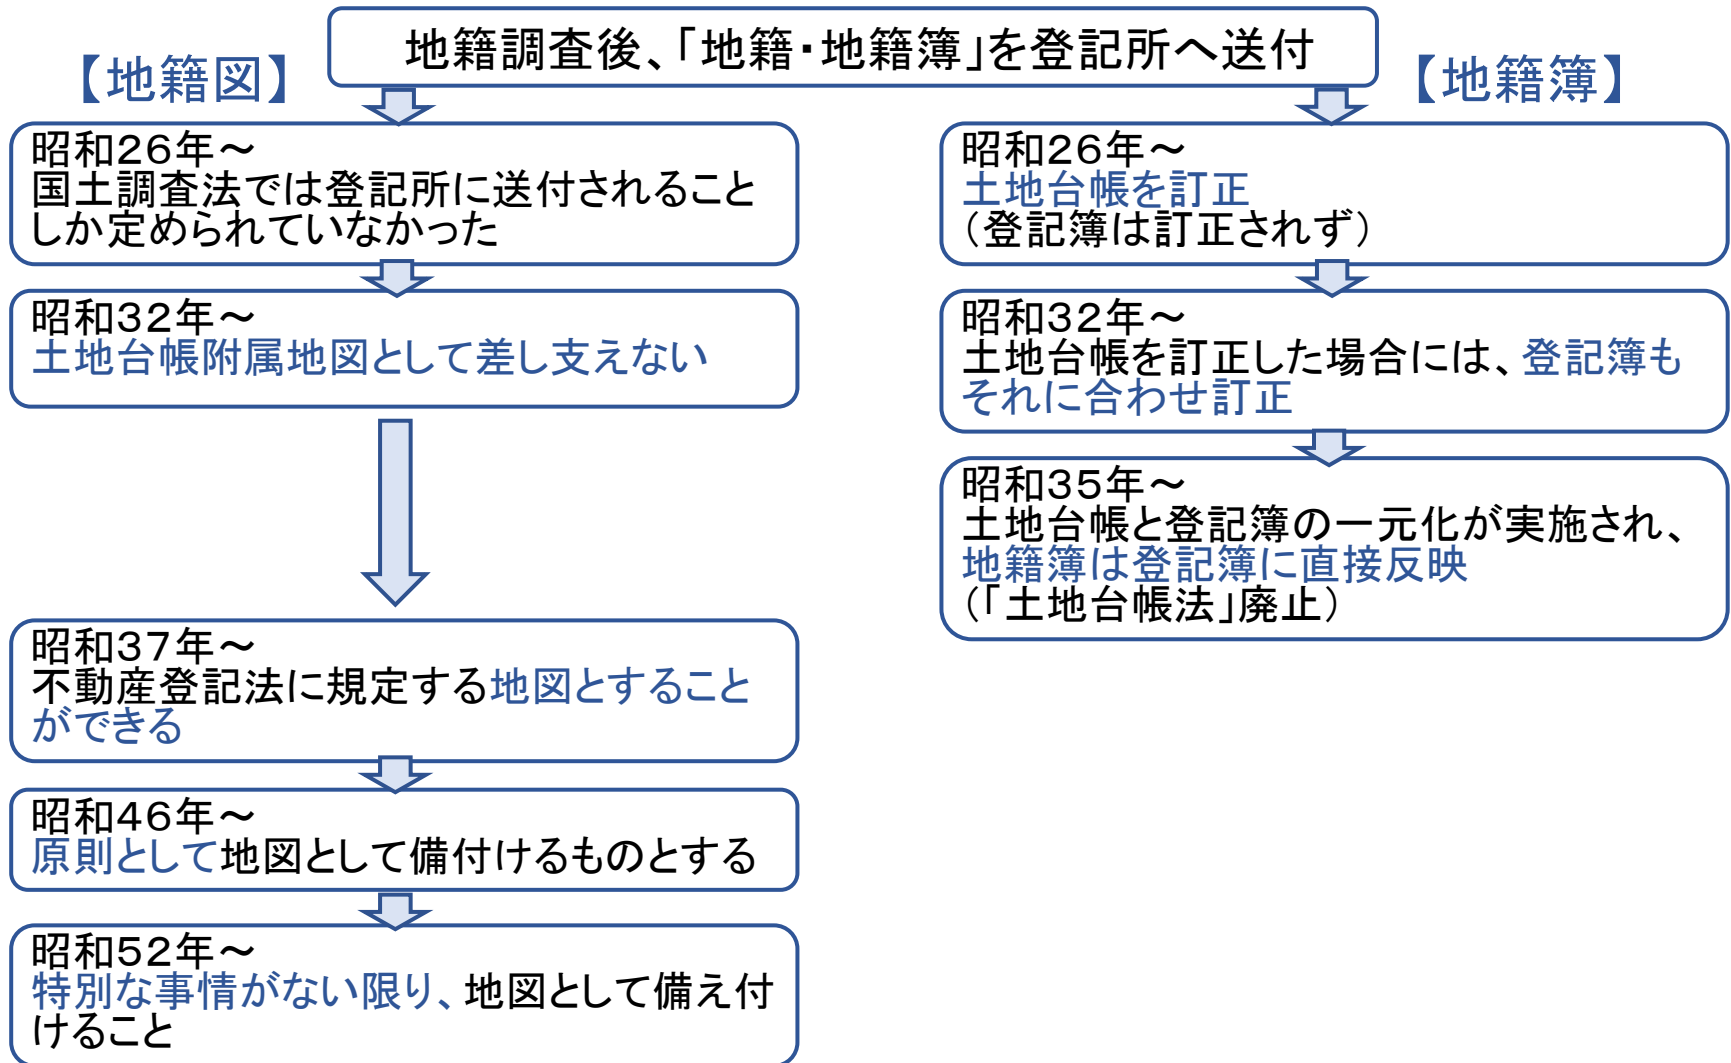 地籍調査後、「地籍・地籍簿」を登記所へ送付
【地籍図】
昭和26年～
国土調査法では登記所に送付されること
しか定められていなかった
昭和32年～
土地台帳附属地図として差し支えない
昭和37年～
不動産登記法に規定する地図とすること
ができる
昭和46年～
原則として地図として備付けるものとする
昭和52年～
特別な事情がない限り、地図として備え付
けること
【地籍簿】
昭和26年～
土地台帳を訂正
（登記簿は訂正されず）
昭和32年～
土地台帳を訂正した場合には、登記簿も
それに合わせ訂正
昭和35年～
土地台帳と登記簿の一元化が実施され、
地籍簿は登記簿に直接反映
（「土地台帳法」廃止）